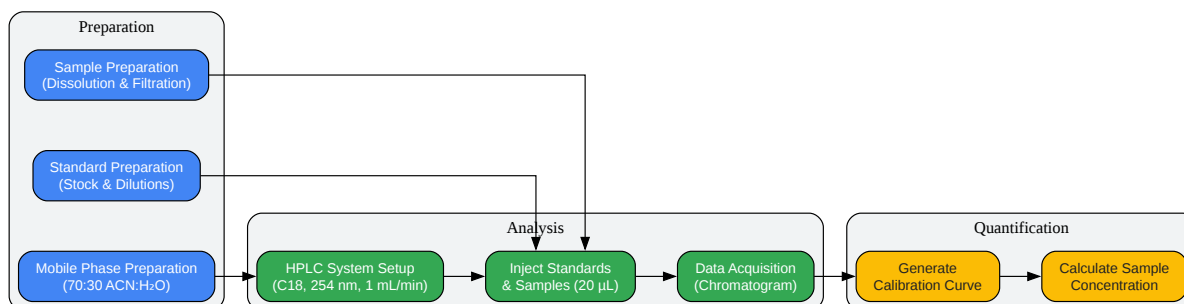 Preparation
Sample Preparation
(Dissolution & Filtration)
Standard Preparation
(Stock & Dilutions)
Mobile Phase Preparation
(70:30 ACN:H₂O)
Analysis
HPLC System Setup
(C18, 254 nm, 1 mL/min)
Inject Standards
& Samples (20 µL)
Data Acquisition
(Chromatogram)
Quantification
Generate
Calibration Curve
Calculate Sample
Concentration